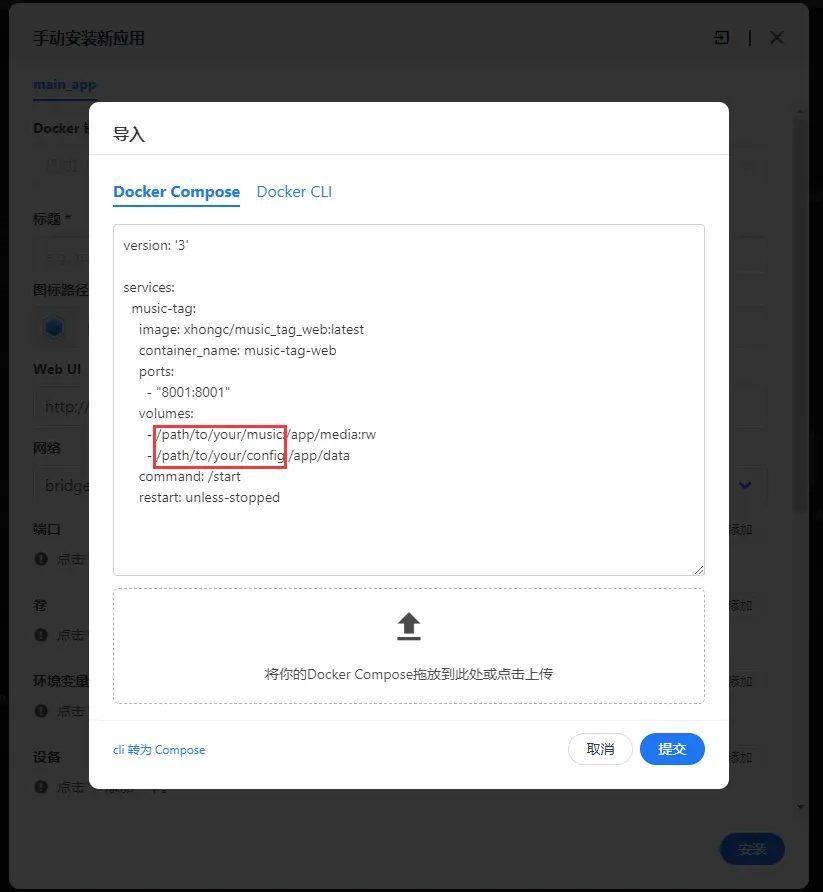 手动安装新应用
main_app
Docker
标题 *
图标路径
Web UI
http://
网络
bridge
端口
点击
添加
卷
点击
添加
环境变量
点击
添加
设备
点击
添加
安装
导入
Docker Compose
Docker CLI
version: '3'
services:
music-tag:
image: xhongc/music_tag_web:latest
container_name: music-tag-web
ports:
- "8001:8001"
volumes:
- /path/to/your/music:/app/media:rw
- /path/to/your/config:/app/data
command: /start
restart: unless-stopped
将你的Docker Compose拖放到此处或点击上传
cli 转为 Compose
取消
提交